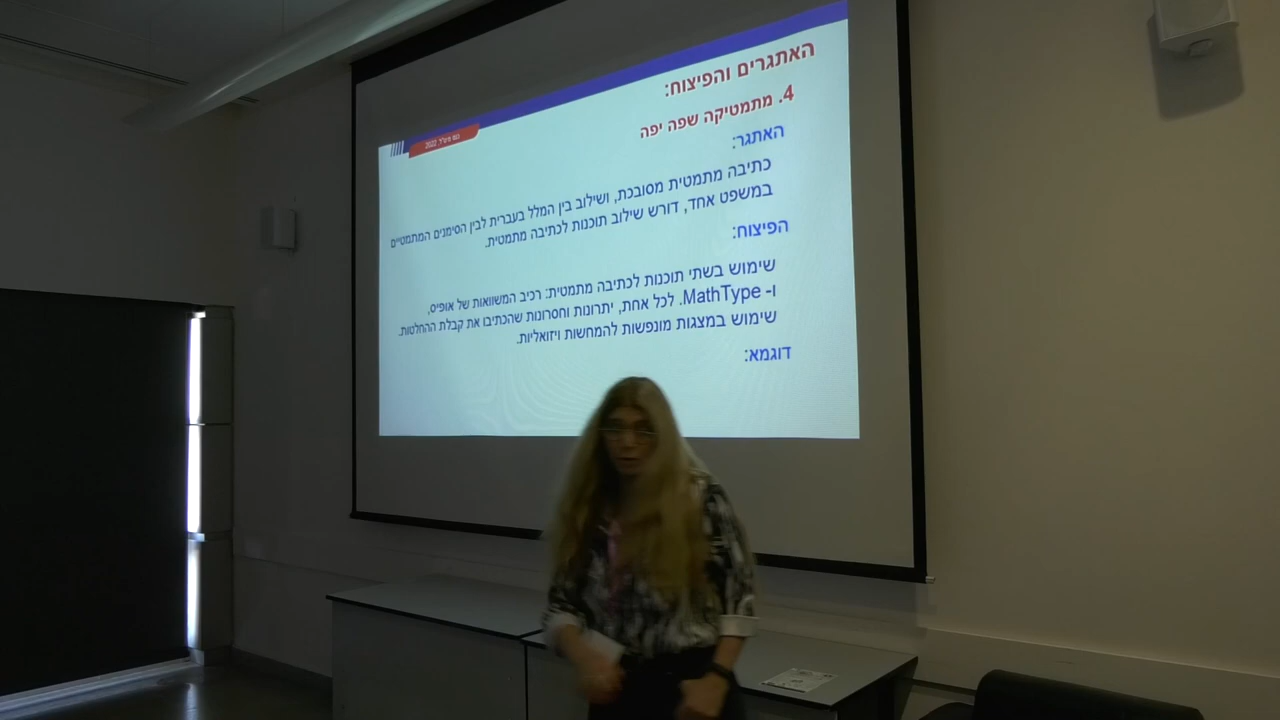 האתגרים והפיצוח:
4. מתמטיקה שפה יפה
האתגר:
כתיבה מתמטית מסובכת, ושילוב בין המלל בעברית לבין הסימנים המתמטיים
במשפט אחד, דורש שילוב תוכנות לכתיבה מתמטית.
הפיצוח:
שימוש בשתי תוכנות לכתיבה מתמטית: רכיב המשוואות של אופיס,
ו- MathType. לכל אחת, יתרונות וחסרונות שהכתיבו את קבלת ההחלטות.
שימוש במצגות מונפשות להמחשות ויזואליות.
דוגמא:
2022